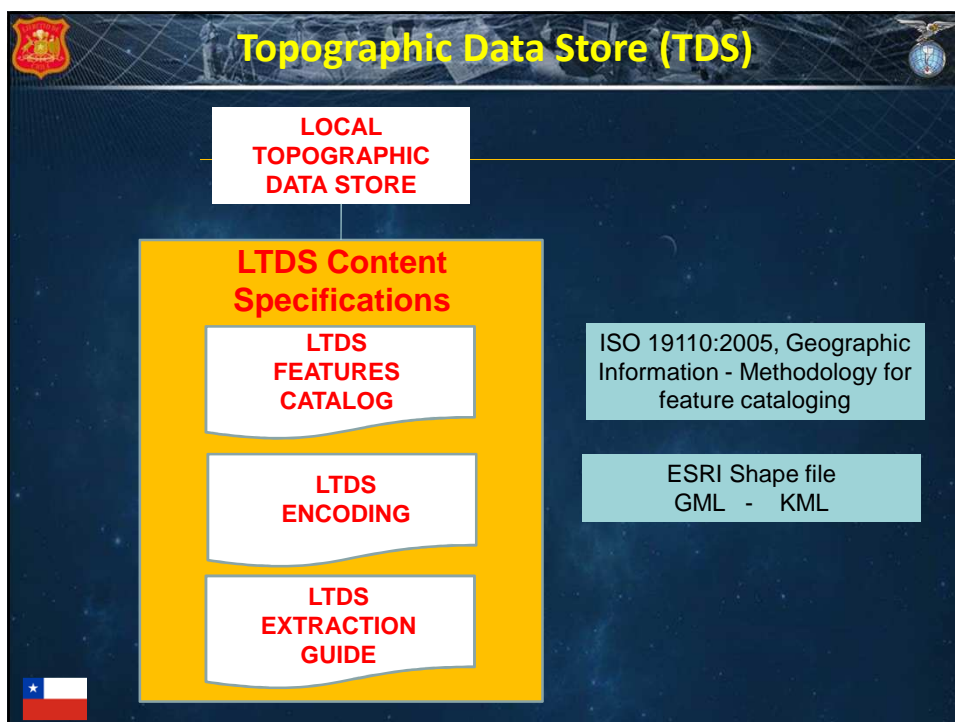 Topographic Data Store (TDS)
LOCAL
TOPOGRAPHIC
DATA STORE
LTDS Content
Specifications
LTDS
FEATURES
CATALOG
ISO 19110:2005, Geographic
Information - Methodology for
feature cataloging
LTDS
ENCODING
ESRI Shape file
GML - KML
LTDS
EXTRACTION
GUIDE